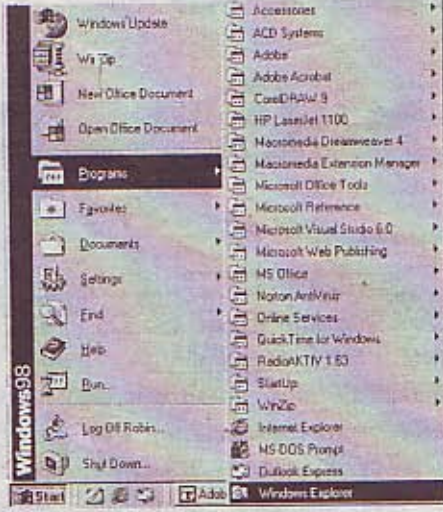 Windows Update
WinZip
New Office Document
Open Office Document
Programs
Favorites
Documents
Settings
Find
Help
Run...
Log Off Robin...
Shut Down...
Windows98
Start
Adob
Accessories
ACD Systems
Adobe
Adobe Acrobat
CorelDRAW 9
HP LaserJet 1100
Macromedia Dreamweaver 4
Macromedia Extension Manager
Microsoft Office Tools
Microsoft Reference
Microsoft Visual Studio 6.0
Microsoft Web Publishing
MS Office
Norton AntiVirus
Online Services
QuickTime for Windows
RadioAKTIV 1.53
StartUp
WinZip
Internet Explorer
MS-DOS Prompt
Outlook Express
Windows Explorer